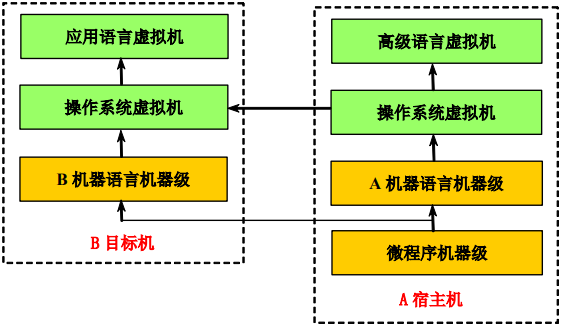 应用语言虚拟机
操作系统虚拟机
B 机器语言机器级
B 目标机
高级语言虚拟机
操作系统虚拟机
A 机器语言机器级
微程序机器级
A 宿主机